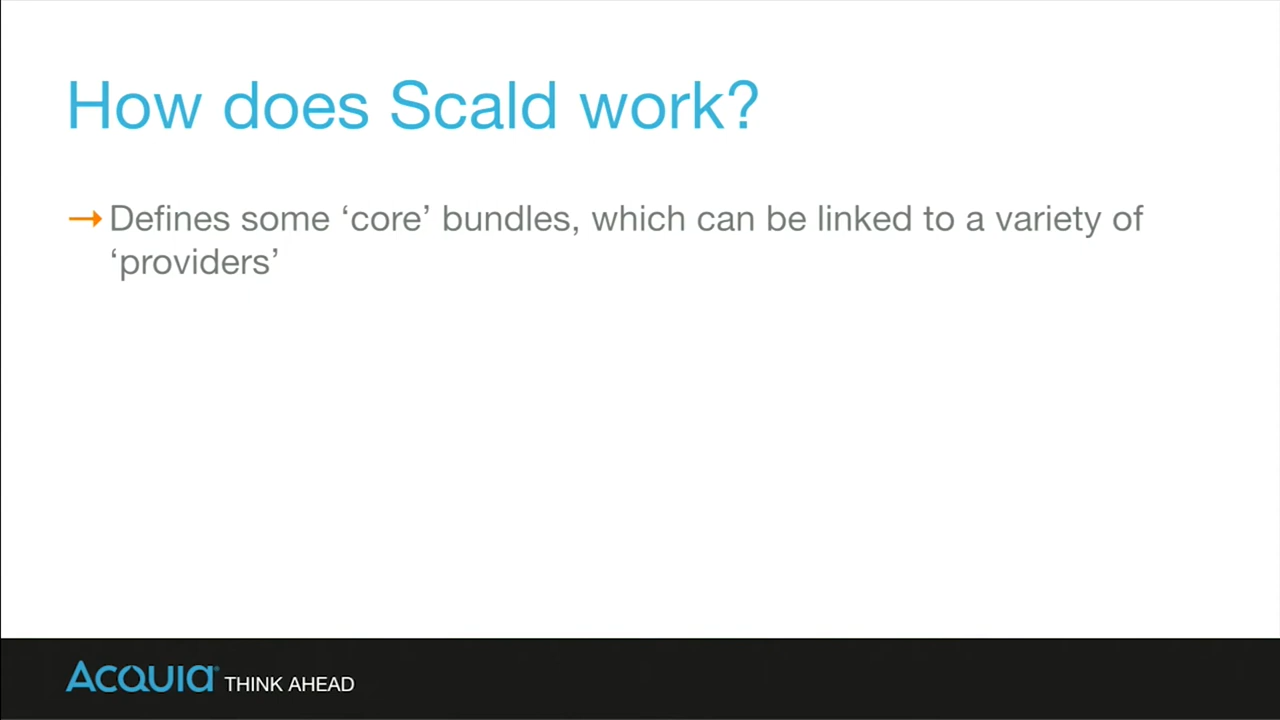 How does Scald work?
→ Defines some ‘core’ bundles, which can be linked to a variety of
‘providers’
ACQUIA® THINK AHEAD